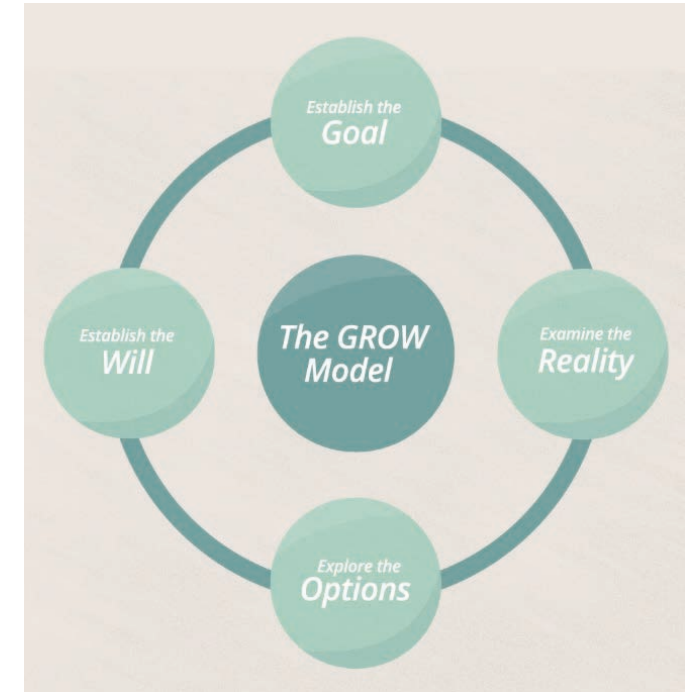 Establish the
Goal
The GROW
Model
Examine the
Reality
Explore the
Options
Establish the
Will